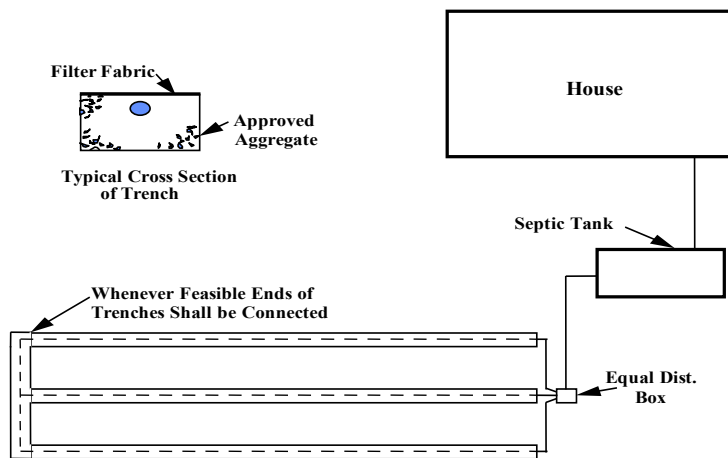 Filter Fabric
House
Approved
Aggregate
Typical Cross Section
of Trench
Septic Tank
Whenever Feasible Ends of
Trenches Shall be Connected
Equal Dist.
Box